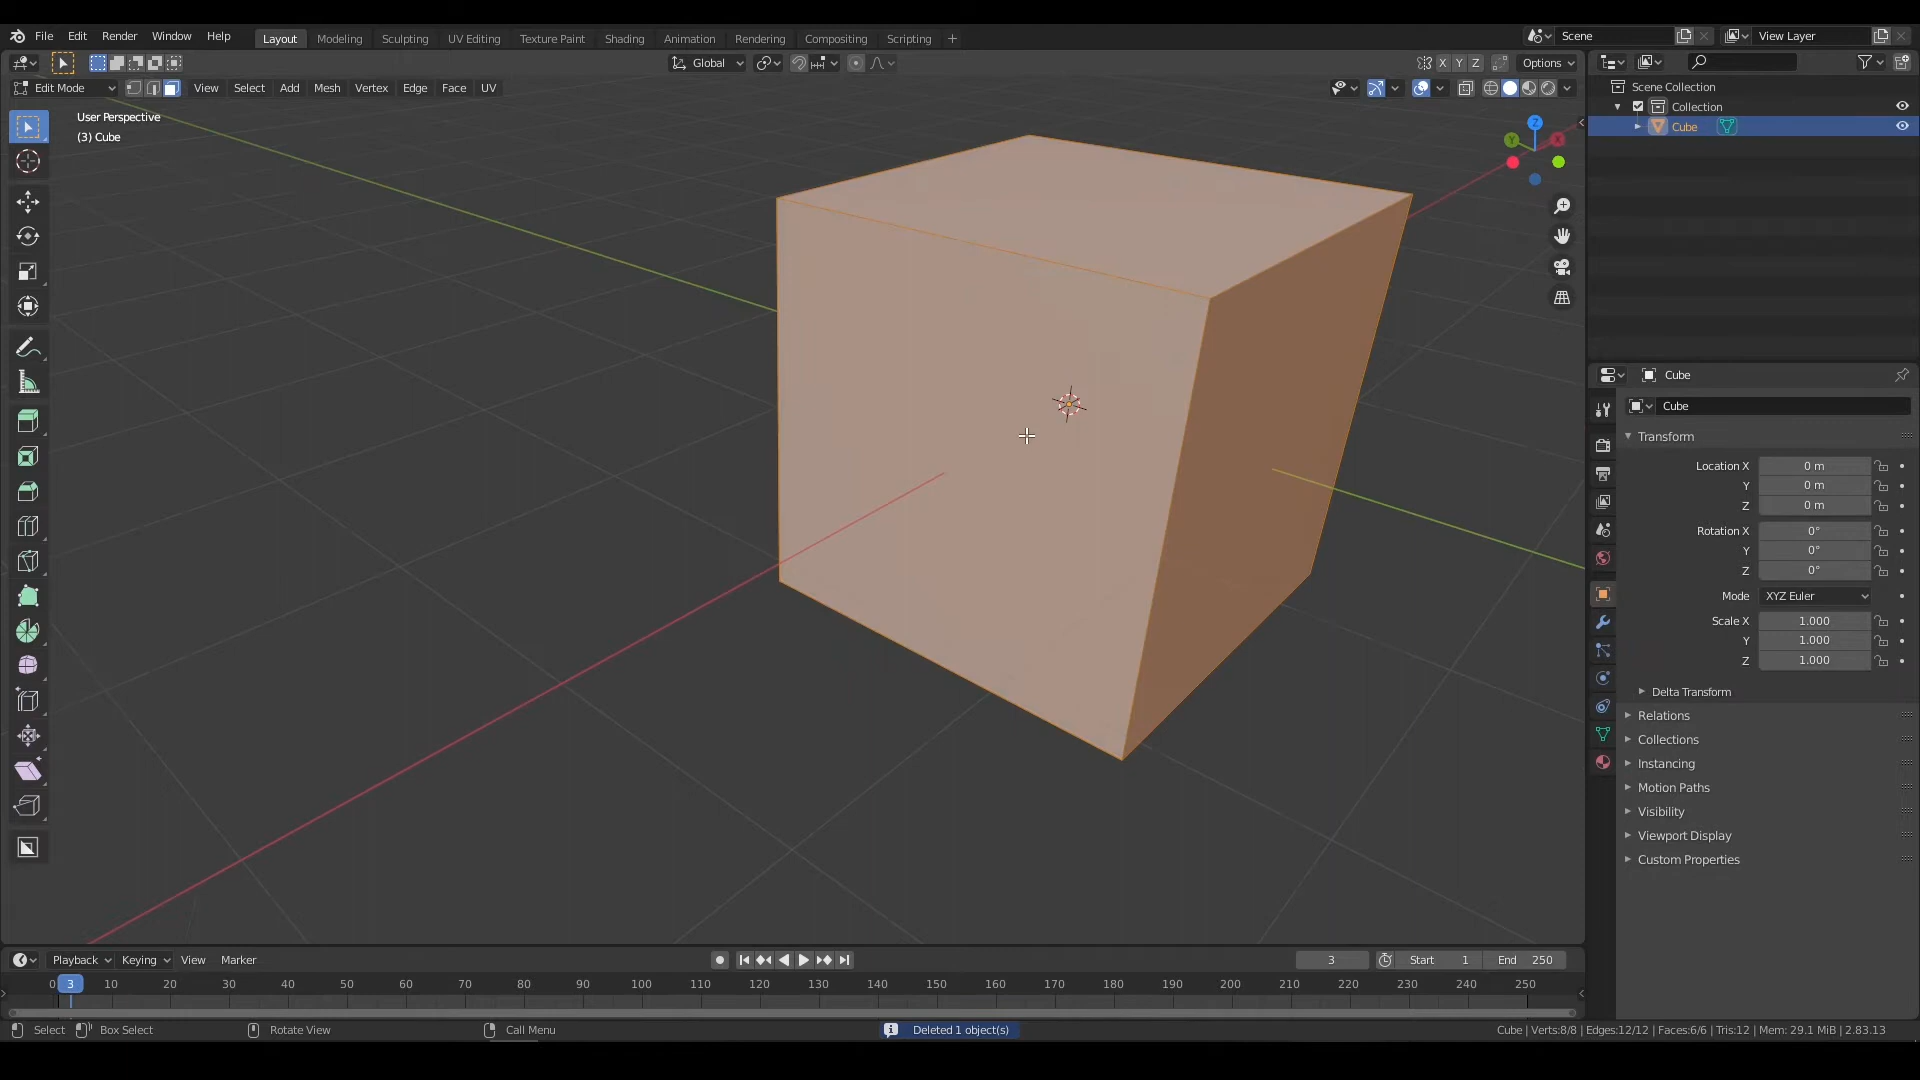 File Edit Render Window Help Layout Modeling Sculpting UV Editing Texture Paint Shading Animation Rendering Compositing Scripting + Scene View Layer
Global X Y Z Options
Edit Mode View Select Add Mesh Vertex Edge Face UV
User Perspective
(3) Cube
Z
Y
X
Scene Collection
Collection
Cube
Cube
Cube
Transform
Location X 0 m
Y 0 m
Z 0 m
Rotation X 0°
Y 0°
Z 0°
Mode XYZ Euler
Scale X 1.000
Y 1.000
Z 1.000
Delta Transform
Relations
Collections
Instancing
Motion Paths
Visibility
Viewport Display
Custom Properties
Playback Keying View Marker 3 Start 1 End 250
0 3 10 20 30 40 50 60 70 80 90 100 110 120 130 140 150 160 170 180 190 200 210 220 230 240 250
Select Box Select Rotate View Call Menu Deleted 1 object(s) Cube | Verts:8/8 | Edges:12/12 | Faces:6/6 | Tris:12 | Mem: 29.1 MiB | 2.83.13